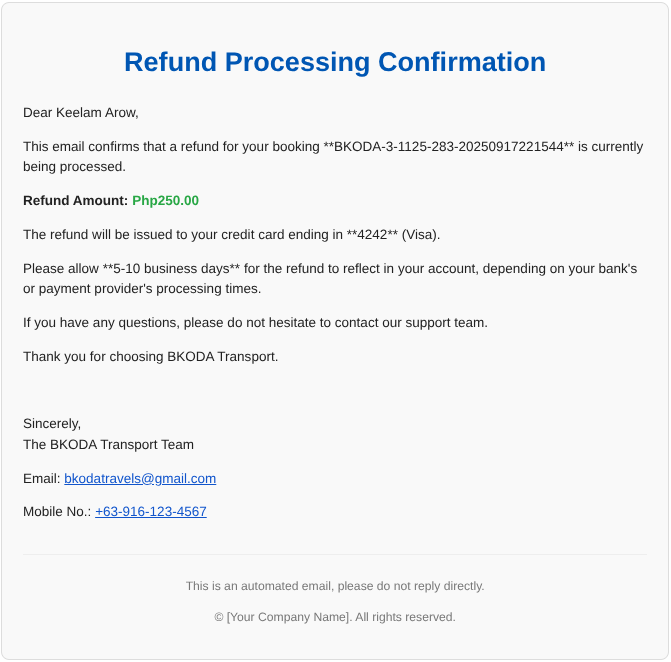 Refund Processing Confirmation
Dear Keelam Arow,
This email confirms that a refund for your booking **BKODA-3-1125-283-20250917221544** is currently
being processed.
Refund Amount: Php250.00
The refund will be issued to your credit card ending in **4242** (Visa).
Please allow **5-10 business days** for the refund to reflect in your account, depending on your bank's
or payment provider's processing times.
If you have any questions, please do not hesitate to contact our support team.
Thank you for choosing BKODA Transport.
Sincerely,
The BKODA Transport Team
Email: bkodatravels@gmail.com
Mobile No.: +63-916-123-4567
This is an automated email, please do not reply directly.
© [Your Company Name]. All rights reserved.